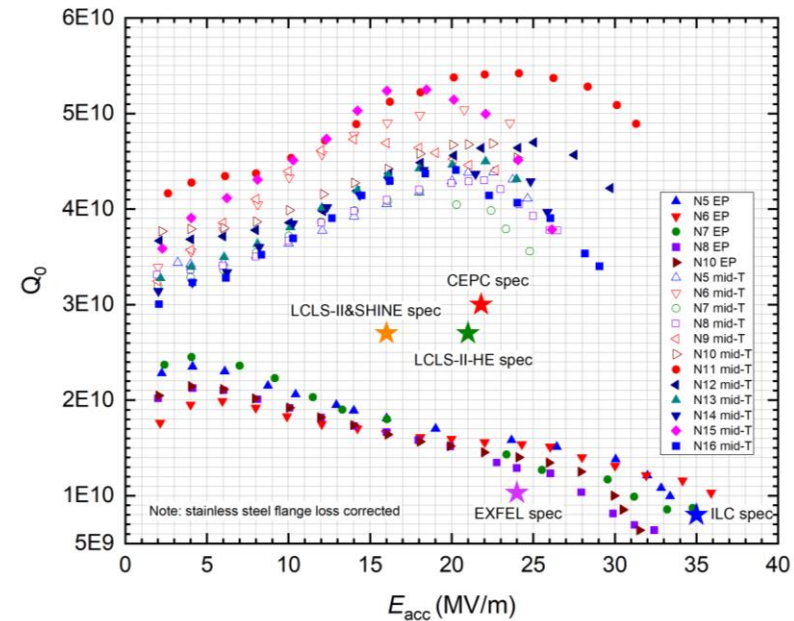 6E10
5E10
4E10
3E10
2E10
1E10
5E9
Q0
N5 EP
N6 EP
N7 EP
N8 EP
N10 EP
N5 mid-T
N6 mid-T
N7 mid-T
N8 mid-T
N9 mid-T
N10 mid-T
N11 mid-T
N12 mid-T
N13 mid-T
N14 mid-T
N15 mid-T
N16 mid-T
CEPC spec
LCLS-II&SHINE spec
LCLS-II-HE spec
Note: stainless steel flange loss corrected
EXFEL spec
ILC spec
0 5 10 15 20 25 30 35 40
Eacc (MV/m)